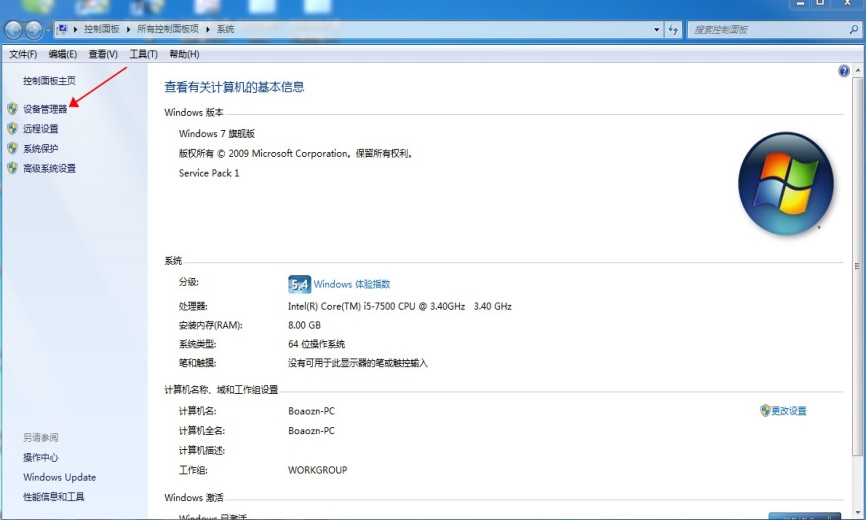 控制面板 ▸ 所有控制面板项 ▸ 系统
搜索控制面板
文件(F) 编辑(E) 查看(V) 工具(T) 帮助(H)
控制面板主页
设备管理器
远程设置
系统保护
高级系统设置
查看有关计算机的基本信息
Windows 版本
Windows 7 旗舰版
版权所有 © 2009 Microsoft Corporation。保留所有权利。
Service Pack 1
系统
分级: 5.4 Windows 体验指数
处理器: Intel(R) Core(TM) i5-7500 CPU @ 3.40GHz 3.40 GHz
安装内存(RAM): 8.00 GB
系统类型: 64 位操作系统
笔和触摸: 没有可用于此显示器的笔或触控输入
计算机名称、域和工作组设置
计算机名: Boaozn-PC
更改设置
计算机全名: Boaozn-PC
计算机描述:
工作组: WORKGROUP
Windows 激活
Windows 已激活
另请参阅
操作中心
Windows Update
性能信息和工具